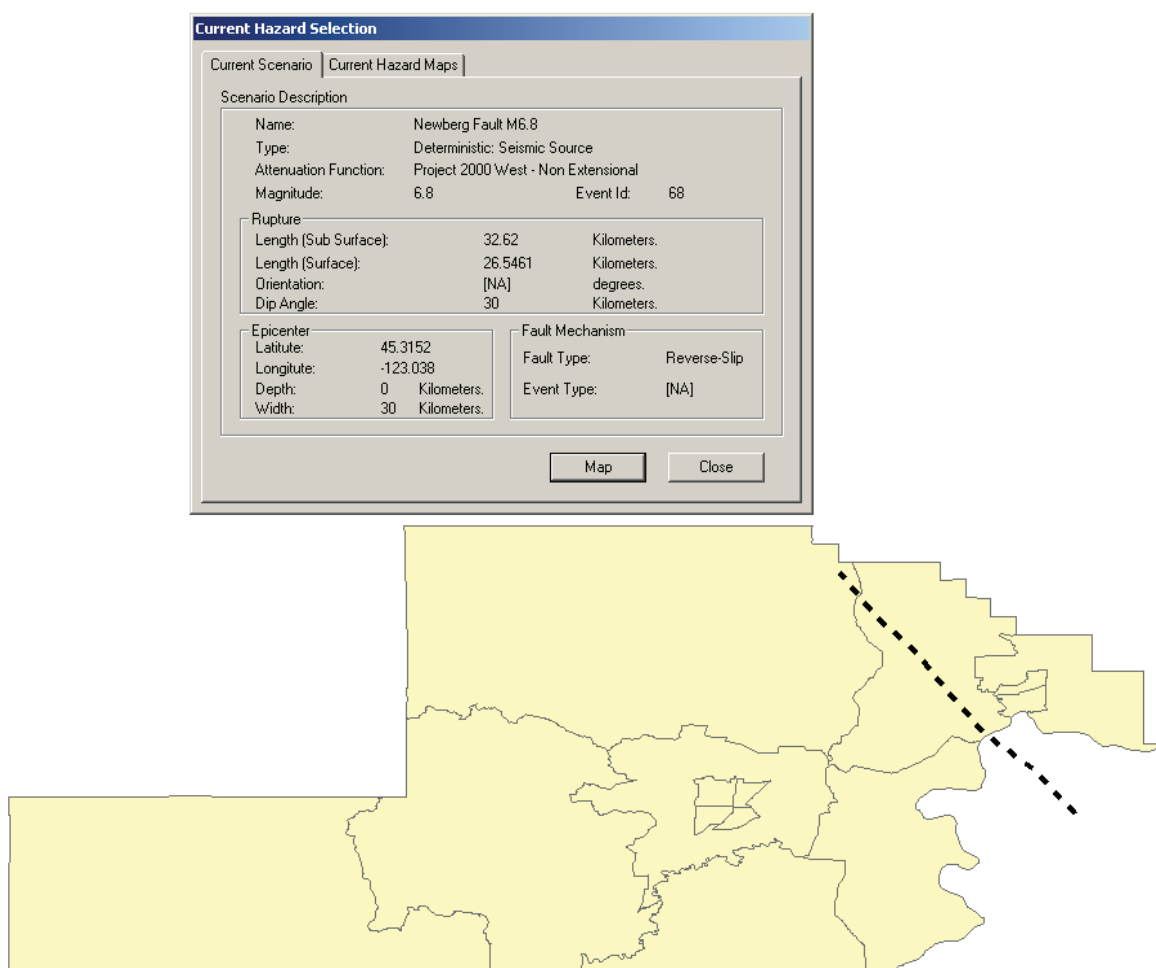 Current Hazard Selection
Current Scenario Current Hazard Maps
Scenario Description
Name: Newberg Fault M6.8
Type: Deterministic: Seismic Source
Attenuation Function: Project 2000 West - Non Extensional
Magnitude: 6.8 Event Id: 68
Rupture
Length (Sub Surface): 32.62 Kilometers.
Length (Surface): 26.5461 Kilometers.
Orientation: [NA] degrees.
Dip Angle: 30 Kilometers.
Epicenter
Latitute: 45.3152
Longitute: -123.038
Depth: 0 Kilometers.
Width: 30 Kilometers.
Fault Mechanism
Fault Type: Reverse-Slip
Event Type: [NA]
Map Close